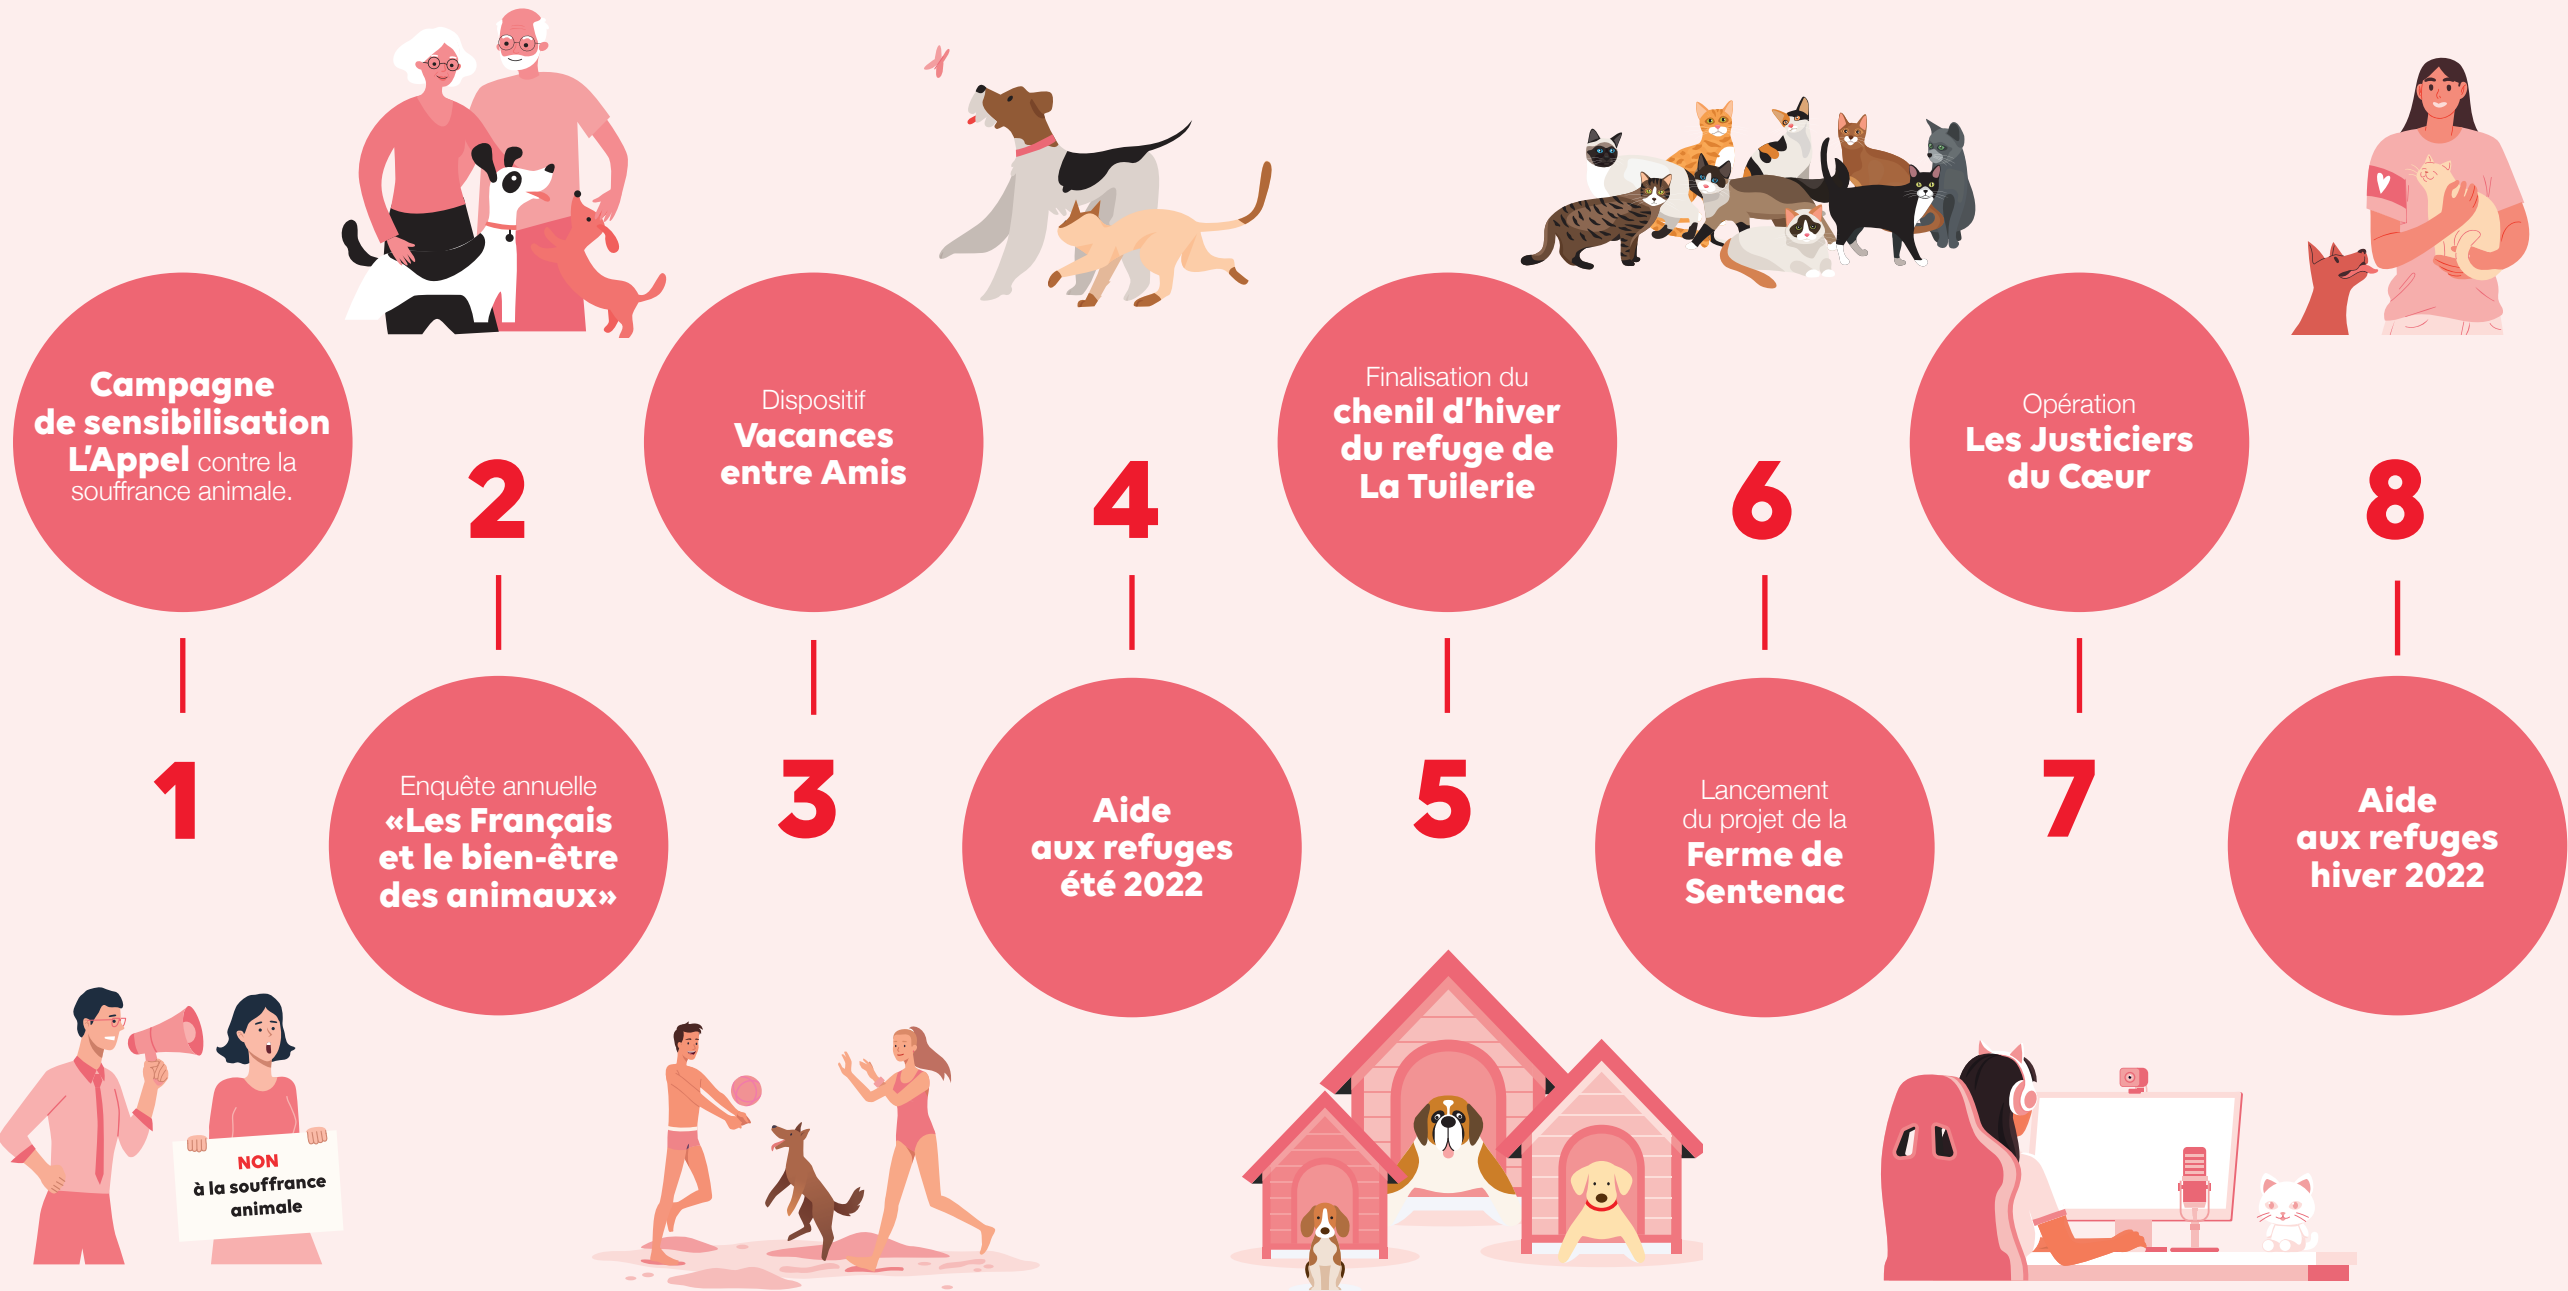 Campagne
de sensibilisation
L'Appel contre la
souffrance animale.
1
2
Enquête annuelle
«Les Français
et le bien-être
des animaux»
Dispositif
Vacances
entre Amis
3
4
Aide
aux refuges
été 2022
Finalisation du
chenil d'hiver
du refuge de
La Tuilerie
5
6
Lancement
du projet de la
Ferme de
Sentenac
Opération
Les Justiciers
du Cœur
7
8
Aide
aux refuges
hiver 2022
NON
à la souffrance
animale